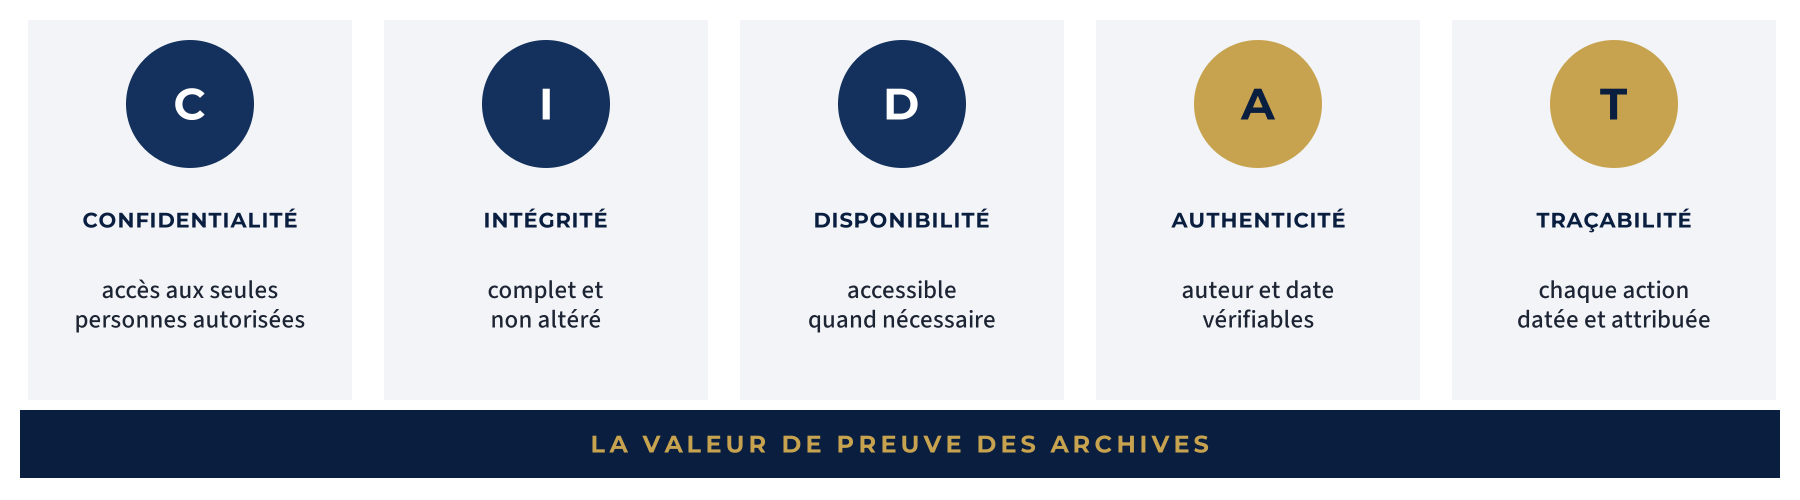 C
CONFIDENTIALITÉ
accès aux seules
personnes autorisées
I
INTÉGRITÉ
complet et
non altéré
D
DISPONIBILITÉ
accessible
quand nécessaire
A
AUTHENTICITÉ
auteur et date
vérifiables
T
TRAÇABILITÉ
chaque action
datée et attribuée
LA VALEUR DE PREUVE DES ARCHIVES